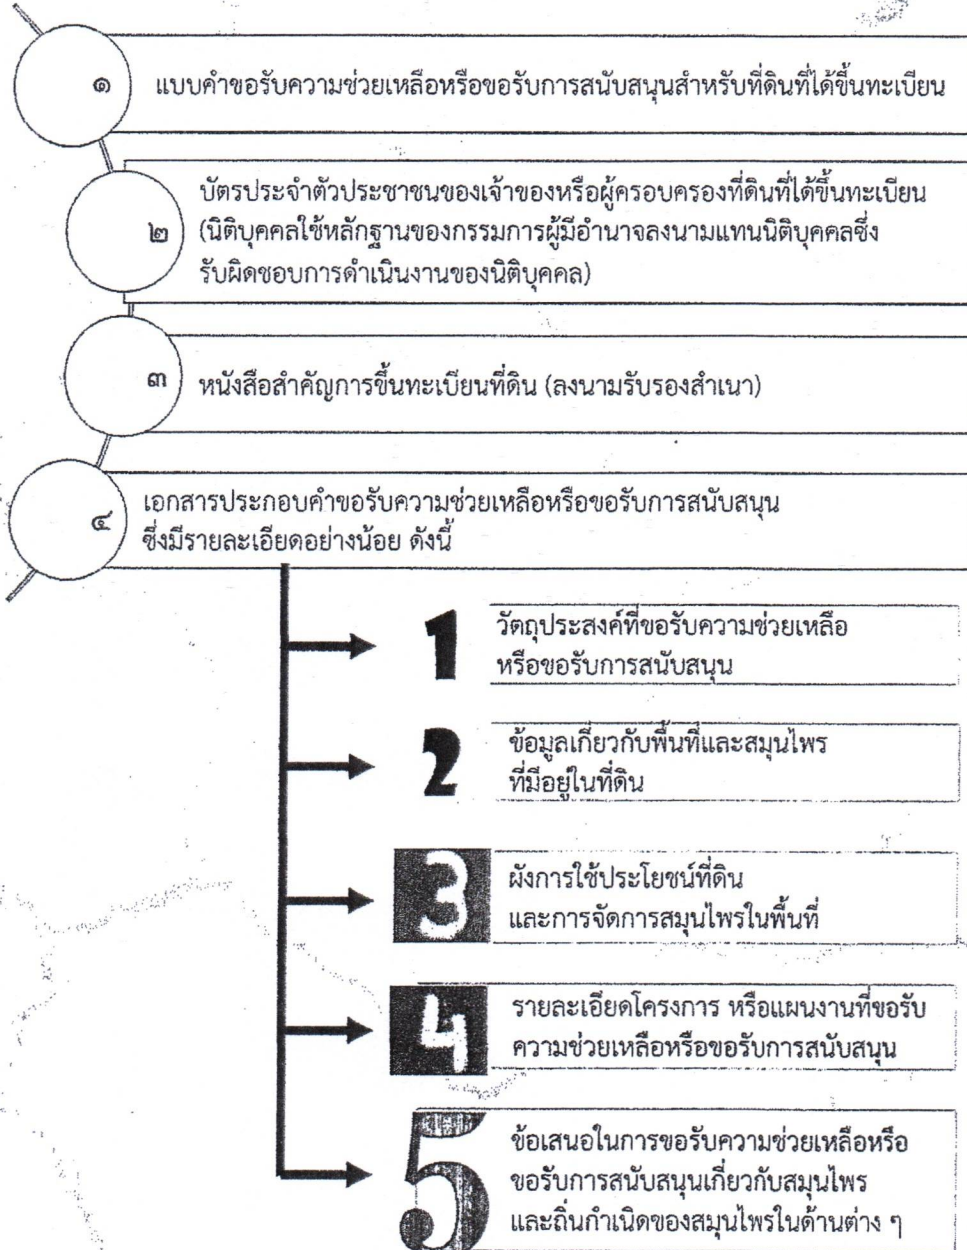 ๑ แบบคำขอรับความช่วยเหลือหรือขอรับการสนับสนุนสำหรับที่ดินที่ได้ขึ้นทะเบียน
บัตรประจำตัวประชาชนของเจ้าของหรือผู้ครอบครองที่ดินที่ได้ขึ้นทะเบียน
๒ (นิติบุคคลใช้หลักฐานของกรรมการผู้มีอำนาจลงนามแทนนิติบุคคลซึ่ง
รับผิดชอบการดำเนินงานของนิติบุคคล)
๓ หนังสือสำคัญการขึ้นทะเบียนที่ดิน (ลงนามรับรองสำเนา)
๔ เอกสารประกอบคำขอรับความช่วยเหลือหรือขอรับการสนับสนุน
ซึ่งมีรายละเอียดอย่างน้อย ดังนี้
1 วัตถุประสงค์ที่ขอรับความช่วยเหลือ
หรือขอรับการสนับสนุน
2 ข้อมูลเกี่ยวกับพื้นที่และสมุนไพร
ที่มีอยู่ในที่ดิน
3 ผังการใช้ประโยชน์ที่ดิน
และการจัดการสมุนไพรในพื้นที่
4 รายละเอียดโครงการ หรือแผนงานที่ขอรับ
ความช่วยเหลือหรือขอรับการสนับสนุน
5 ข้อเสนอในการขอรับความช่วยเหลือหรือ
ขอรับการสนับสนุนเกี่ยวกับสมุนไพร
และถิ่นกำเนิดของสมุนไพรในด้านต่าง ๆ